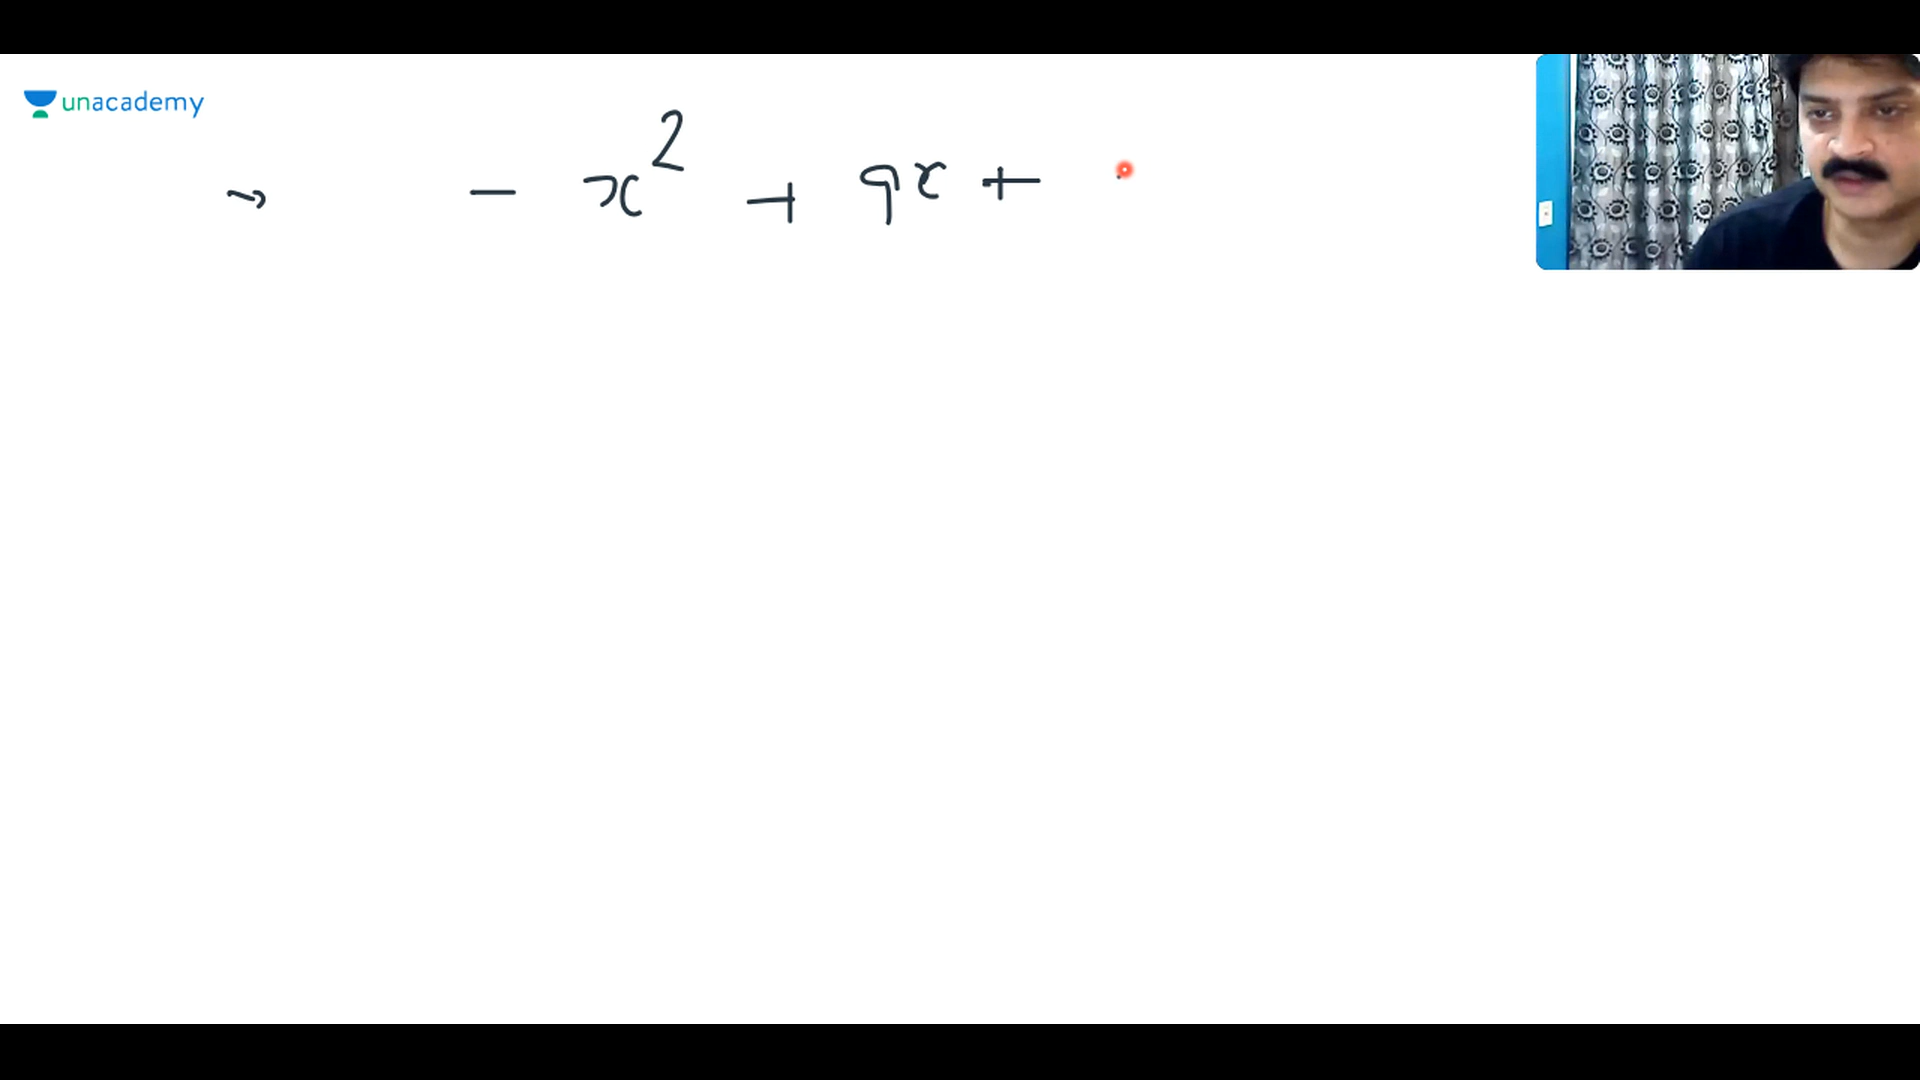 unacademy
→ - x² + 9x +